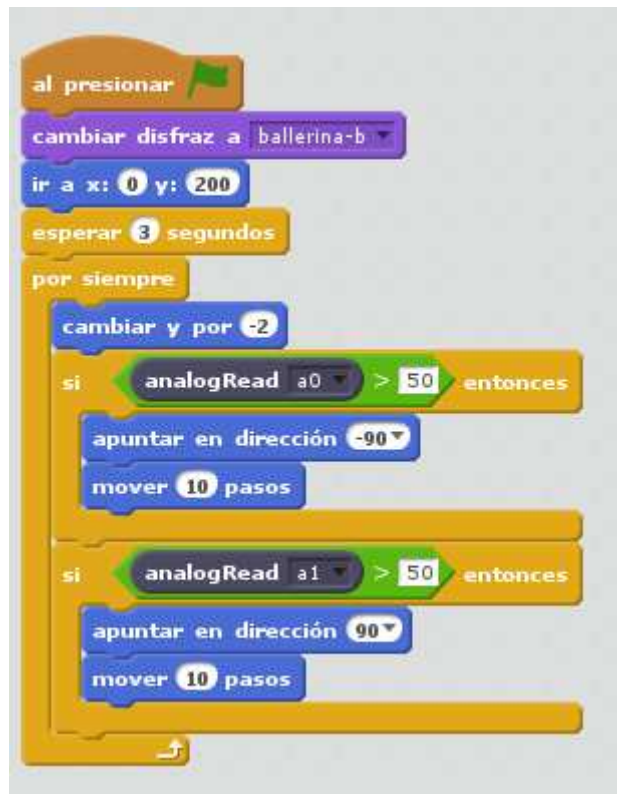 al presionar
cambiar disfraz a ballerina-b
ir a x: 0 y: 200
esperar 3 segundos
por siempre
cambiar y por -2
si analogRead a0 > 50 entonces
apuntar en dirección -90
mover 10 pasos
si analogRead a1 > 50 entonces
apuntar en dirección 90
mover 10 pasos